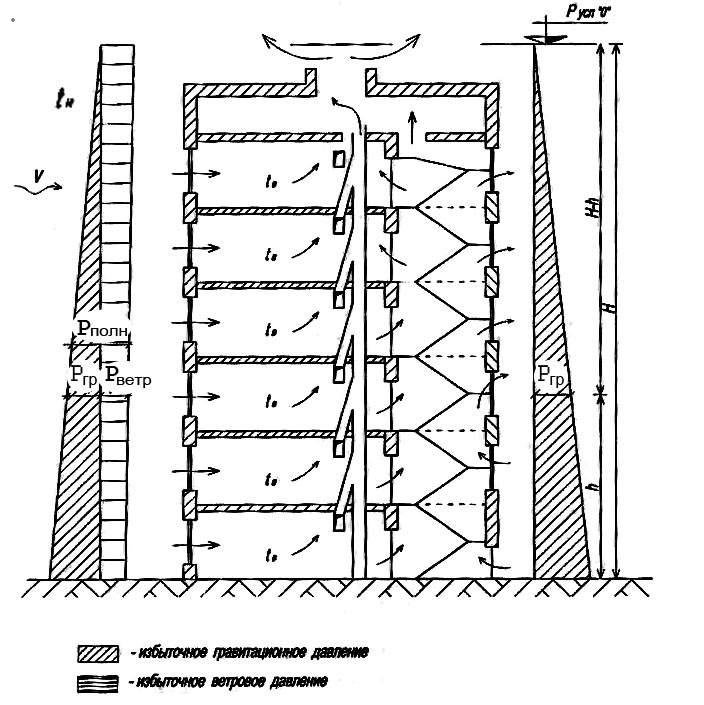 Pусл "0"
tн
V
tв
tв
H-h
H
tв
Pполн
Pгр Pветр
Pгр
tв
tв
h
tв
- избыточное гравитационное давление
- избыточное ветровое давление